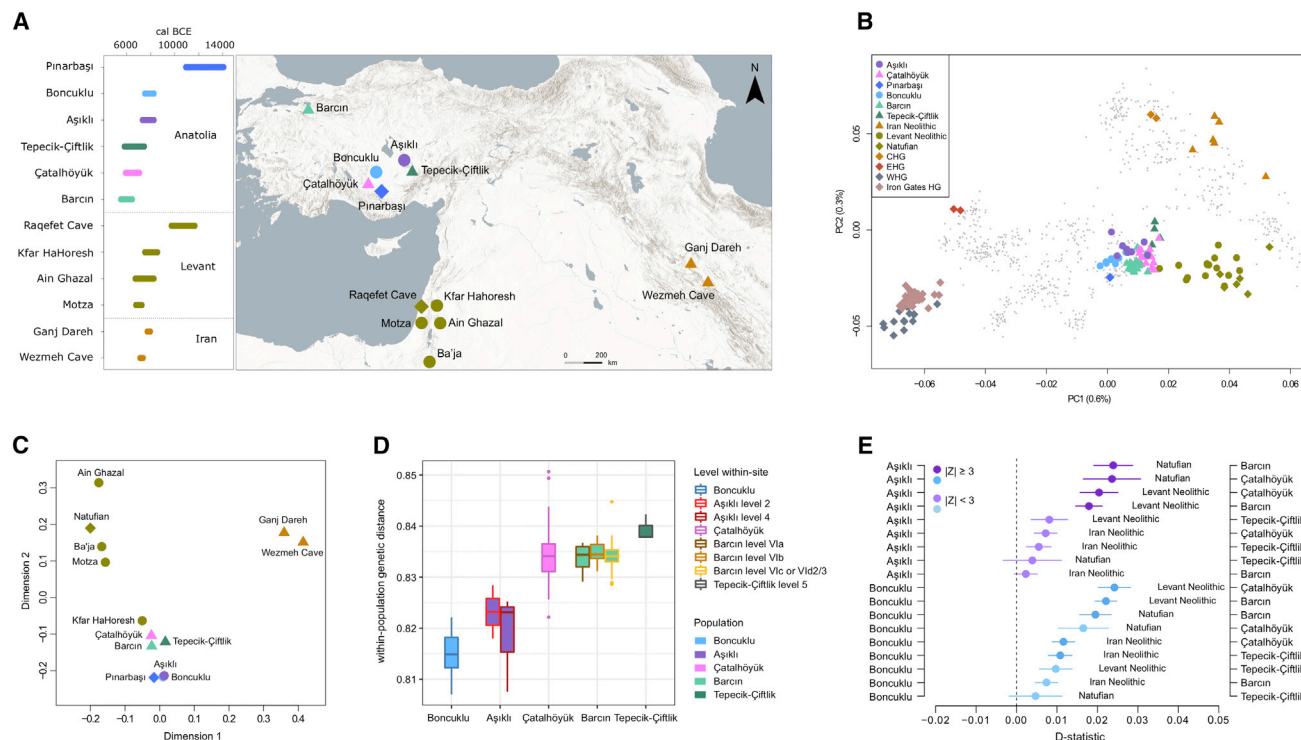 A
cal BCE
6000 10000 14000
Pınarbaşı
Boncuklu
Aşıklı
Anatolia
Tepecik-Çiftlik
Çatalhöyük
Barcın
Raqefet Cave
Kfar HaHoresh
Levant
Ain Ghazal
Motza
Ganj Dareh
Iran
Wezmeh Cave
N
Barcın
Aşıklı
Boncuklu
Tepecik-Çiftlik
Çatalhöyük
Pınarbaşı
Ganj Dareh
Wezmeh Cave
Raqefet Cave
Kfar Hahoresh
Motza
Ain Ghazal
Ba'ja
0 200
km
B
Aşıklı
Çatalhöyük
Pınarbaşı
Boncuklu
Barcın
Tepecik-Çiftlik
Iran Neolithic
Levant Neolithic
Natufian
CHG
EHG
WHG
Iron Gates HG
PC2 (0.3%)
0.05
0.00
−0.05
−0.06 −0.04 −0.02 0.00 0.02 0.04 0.06
PC1 (0.6%)
C
Ain Ghazal
Natufian
Ba'ja
Motza
Ganj Dareh
Wezmeh Cave
Kfar HaHoresh
Çatalhöyük
Tepecik-Çiftlik
Barcın
Aşıklı
Pınarbaşı
Boncuklu
Dimension 2
0.3
0.2
0.1
0.0
-0.1
-0.2
−0.2 −0.1 0.0 0.1 0.2 0.3 0.4
Dimension 1
D
within-population genetic distance
0.85
0.84
0.83
0.82
0.81
Boncuklu Aşıklı Çatalhöyük Barcın Tepecik-Çiftlik
Level within-site
Boncuklu
Aşıklı level 2
Aşıklı level 4
Çatalhöyük
Barcın level VIa
Barcın level VIb
Barcın level VIc or VId2/3
Tepecik-Çiftlik level 5
Population
Boncuklu
Aşıklı
Çatalhöyük
Barcın
Tepecik-Çiftlik
E
|Z| ≥ 3
|Z| < 3
Aşıklı Natufian Barcın
Aşıklı Natufian Çatalhöyük
Aşıklı Levant Neolithic Çatalhöyük
Aşıklı Levant Neolithic Barcın
Aşıklı Levant Neolithic Tepecik-Çiftlik
Aşıklı Iran Neolithic Çatalhöyük
Aşıklı Iran Neolithic Tepecik-Çiftlik
Aşıklı Natufian Tepecik-Çiftlik
Aşıklı Iran Neolithic Barcın
Boncuklu Levant Neolithic Çatalhöyük
Boncuklu Levant Neolithic Barcın
Boncuklu Natufian Barcın
Boncuklu Natufian Çatalhöyük
Boncuklu Iran Neolithic Çatalhöyük
Boncuklu Iran Neolithic Tepecik-Çiftlik
Boncuklu Levant Neolithic Tepecik-Çiftlik
Boncuklu Iran Neolithic Barcın
Boncuklu Natufian Tepecik-Çiftlik
−0.02 −0.01 0.00 0.01 0.02 0.03 0.04 0.05
D-statistic